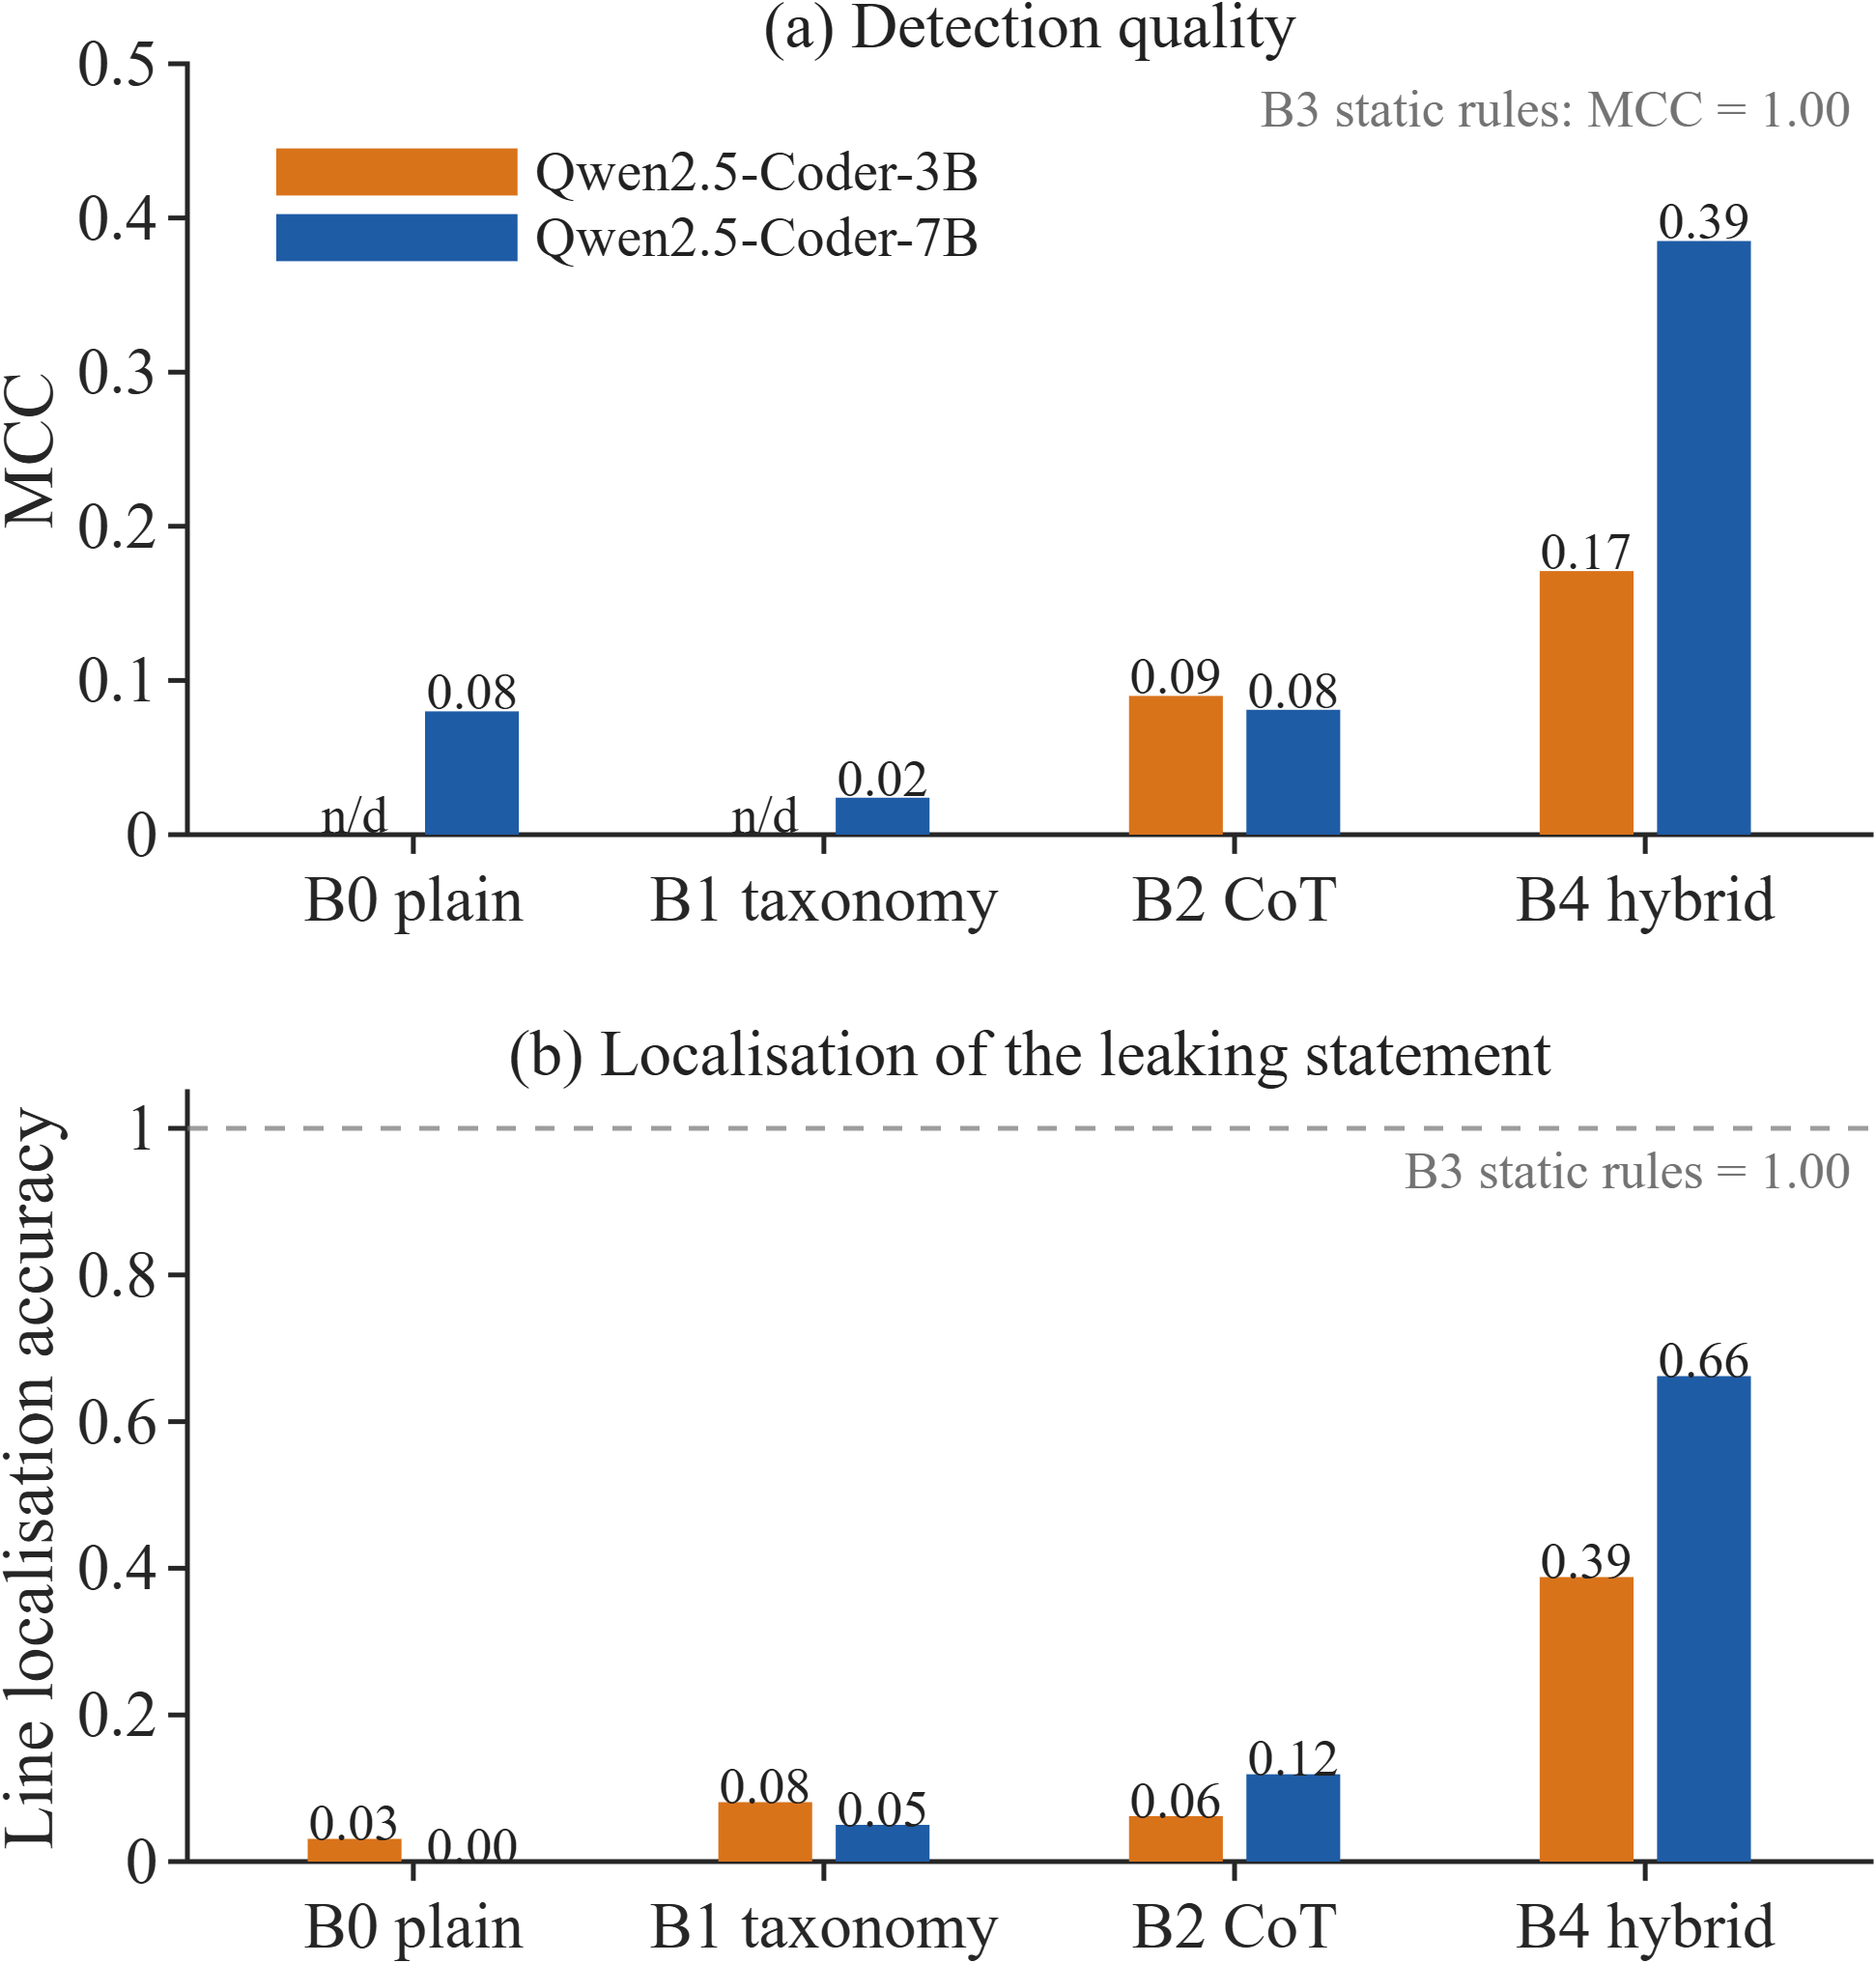 (a) Detection quality
0.5
B3 static rules: MCC = 1.00
Qwen2.5-Coder-3B
Qwen2.5-Coder-7B
0.4
0.39
0.3
MCC
0.2
0.17
0.1
0.08
0.09
0.08
0.02
n/d
n/d
0
B0 plain
B1 taxonomy
B2 CoT
B4 hybrid
(b) Localisation of the leaking statement
1
B3 static rules = 1.00
Line localisation accuracy
0.8
0.66
0.6
0.4
0.39
0.2
0.12
0.08
0.05
0.06
0.03
0.00
0
B0 plain
B1 taxonomy
B2 CoT
B4 hybrid